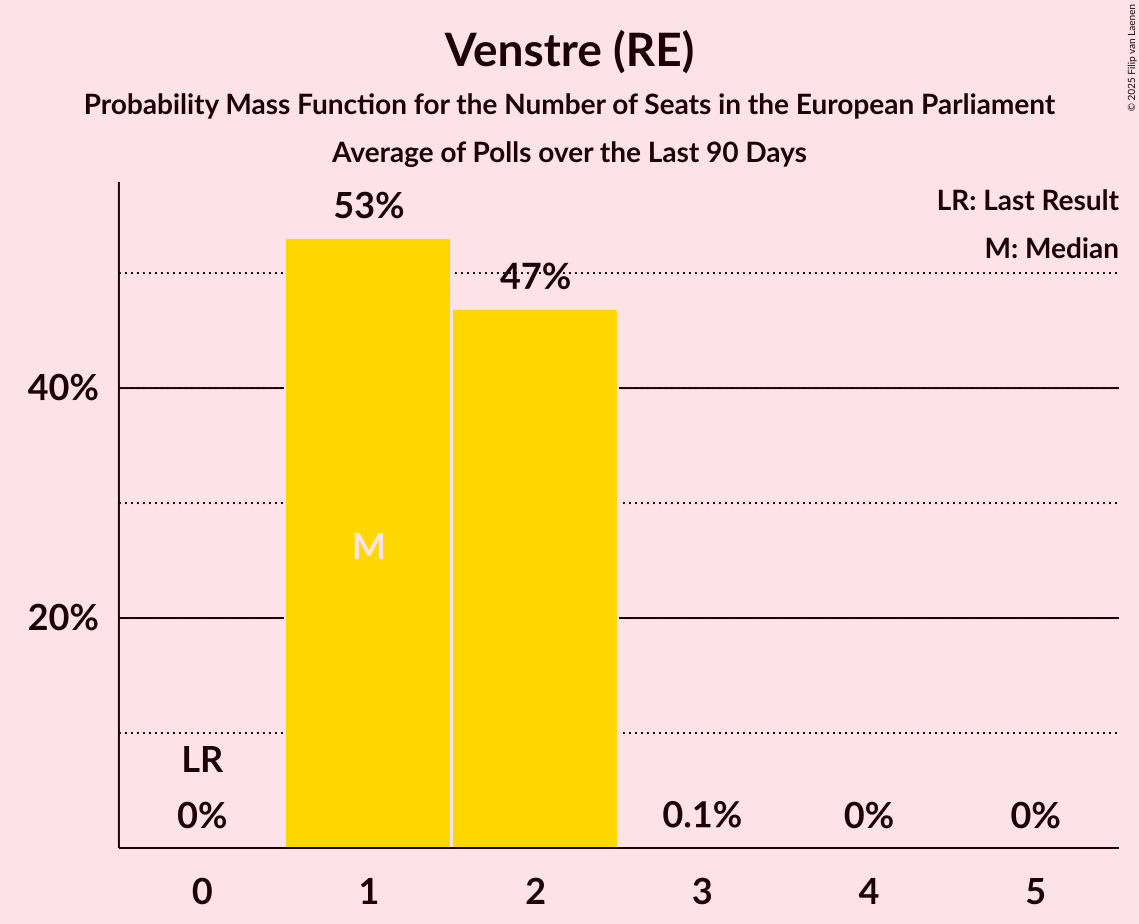 Venstre (RE)
Probability Mass Function for the Number of Seats in the European Parliament
Average of Polls over the Last 90 Days
© 2025 Filip van Laenen
LR: Last Result
M: Median
53%
47%
40%
M
20%
LR
0%
0.1%
0%
0%
0 1 2 3 4 5